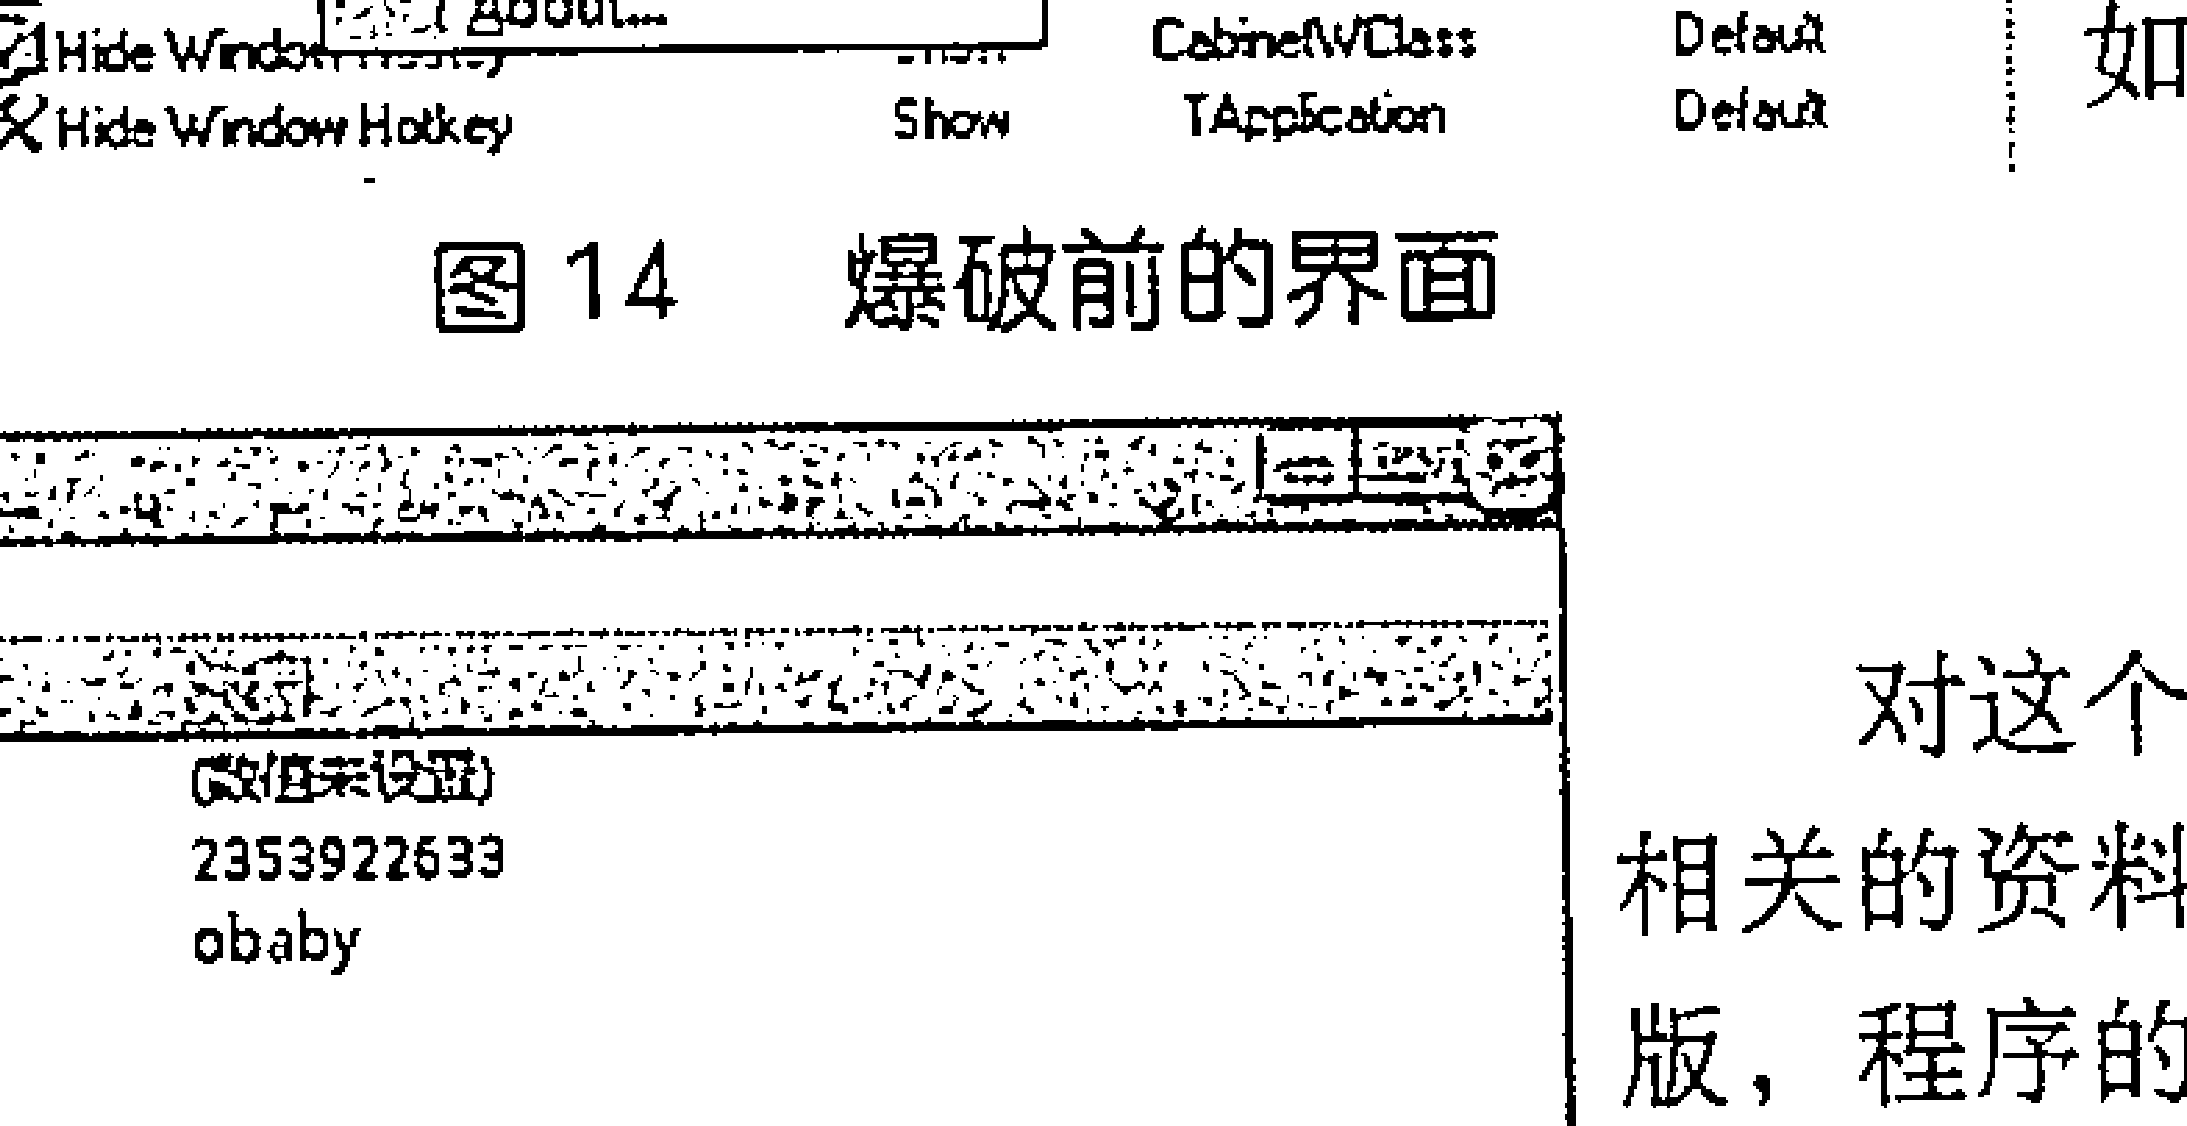 About...
Hide Window CabinetWClass Default
Hide Window Hotkey Show TApplication Default
图 14 爆破前的界面
(数值未设置)
2353922633
obaby
如
对这个
相关的资料
版，程序的